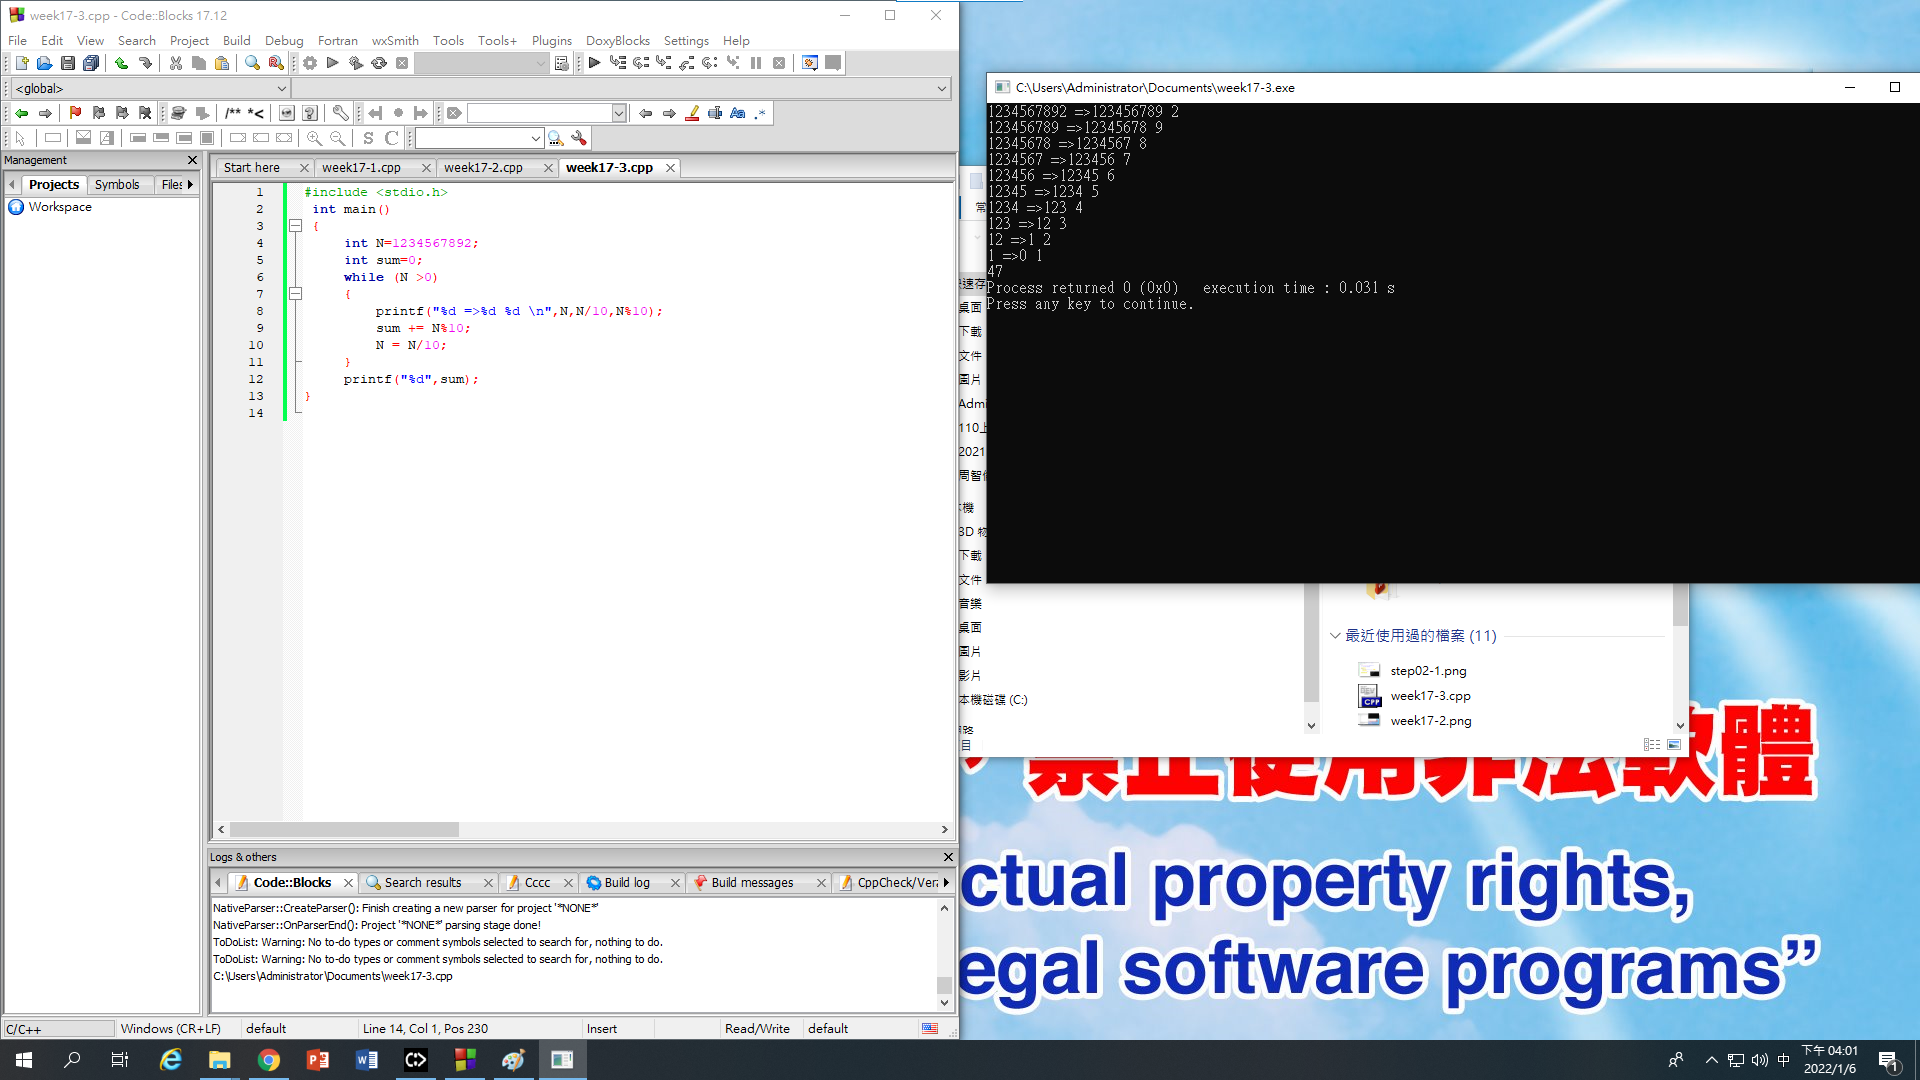 week17-3.cpp - Code::Blocks 17.12
File Edit View Search Project Build Debug Fortran wxSmith Tools Tools+ Plugins DoxyBlocks Settings Help
<global>
/** *<
Aa .*
S C
Management
Projects Symbols Files
Workspace
Start here week17-1.cpp week17-2.cpp week17-3.cpp
1 #include <stdio.h>
2 int main()
3 {
4 int N=1234567892;
5 int sum=0;
6 while (N >0)
7 {
8 printf("%d =>%d %d \n",N,N/10,N%10);
9 sum += N%10;
10 N = N/10;
11 }
12 printf("%d",sum);
13 }
14
Logs & others
Code::Blocks Search results Cccc Build log Build messages CppCheck/Vera
NativeParser::CreateParser(): Finish creating a new parser for project '*NONE*'
NativeParser::OnParserEnd(): Project '*NONE*' parsing stage done!
ToDoList: Warning: No to-do types or comment symbols selected to search for, nothing to do.
ToDoList: Warning: No to-do types or comment symbols selected to search for, nothing to do.
C:\Users\Administrator\Documents\week17-3.cpp
C/C++ Windows (CR+LF) default Line 14, Col 1, Pos 230 Insert Read/Write default
C:\Users\Administrator\Documents\week17-3.exe
1234567892 =>123456789 2
123456789 =>12345678 9
12345678 =>1234567 8
1234567 =>123456 7
123456 =>12345 6
12345 =>1234 5
1234 =>123 4
123 =>12 3
12 =>1 2
1 =>0 1
47
Process returned 0 (0x0) execution time : 0.031 s
Press any key to continue.
常
速存
桌面
下載
文件
圖片
Admi
110上
2021
周智
本機
3D 物
下載
文件
音樂
桌面
圖片
影片
本機磁碟 (C:)
最近使用過的檔案 (11)
step02-1.png
week17-3.cpp
week17-2.png
，禁止使用非法軟體
ctual property rights,
egal software programs”
中
下午 04:01
2022/1/6
1